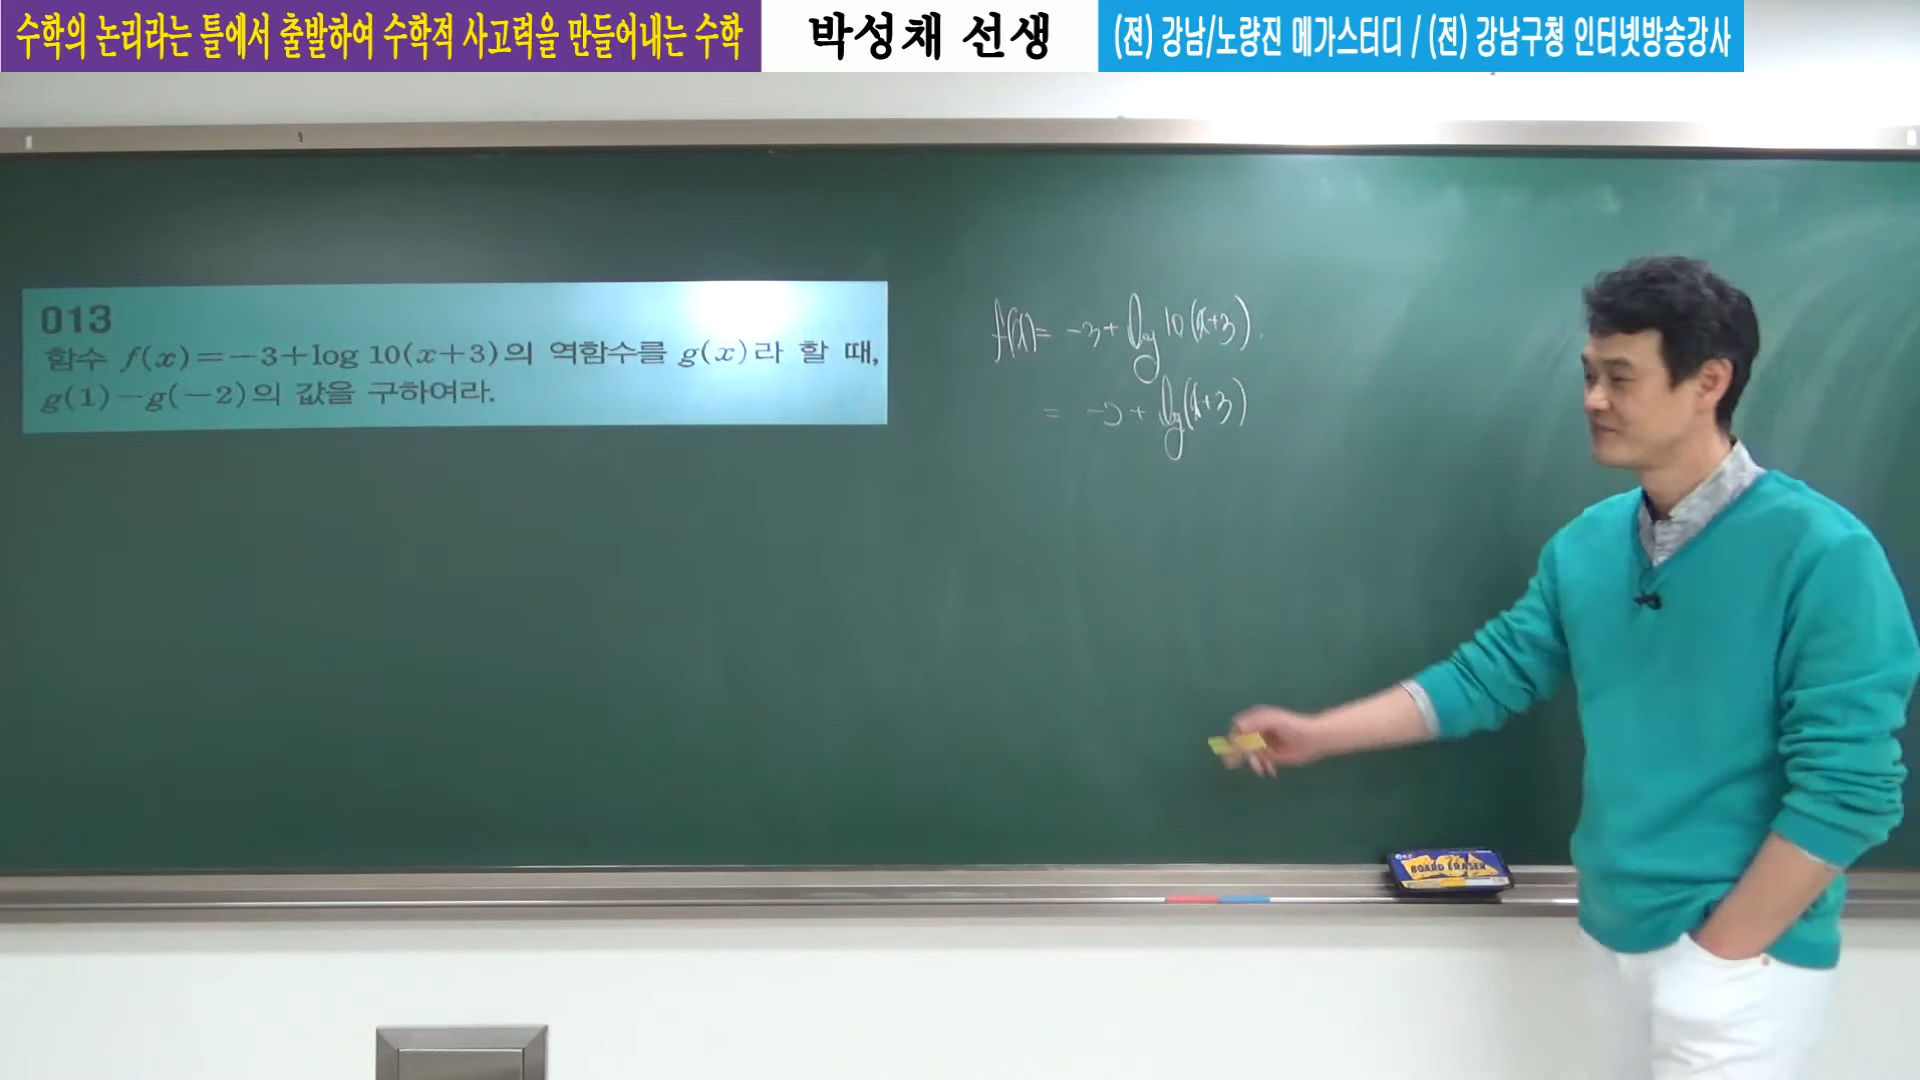 수학의 논리라는 틀에서 출발하여 수학적 사고력을 만들어내는 수학
박성채 선생
(전) 강남/노량진 메가스터디 / (전) 강남구청 인터넷방송강사
013
함수 f(x)=-3+log 10(x+3)의 역함수를 g(x)라 할 때,
g(1)-g(-2)의 값을 구하여라.
f(x)= -3+log 10(x+3).
= -2+log(x+3)
BOARD ERASER